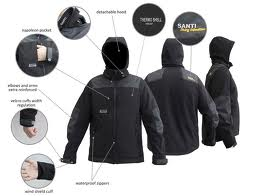 detachable hood
napoleon pocket
THERMO SHELL
SANTI
elbows and arms
extra reinforced
velcro cuffs width
regulation
waterproof zippers
wind shield cuff